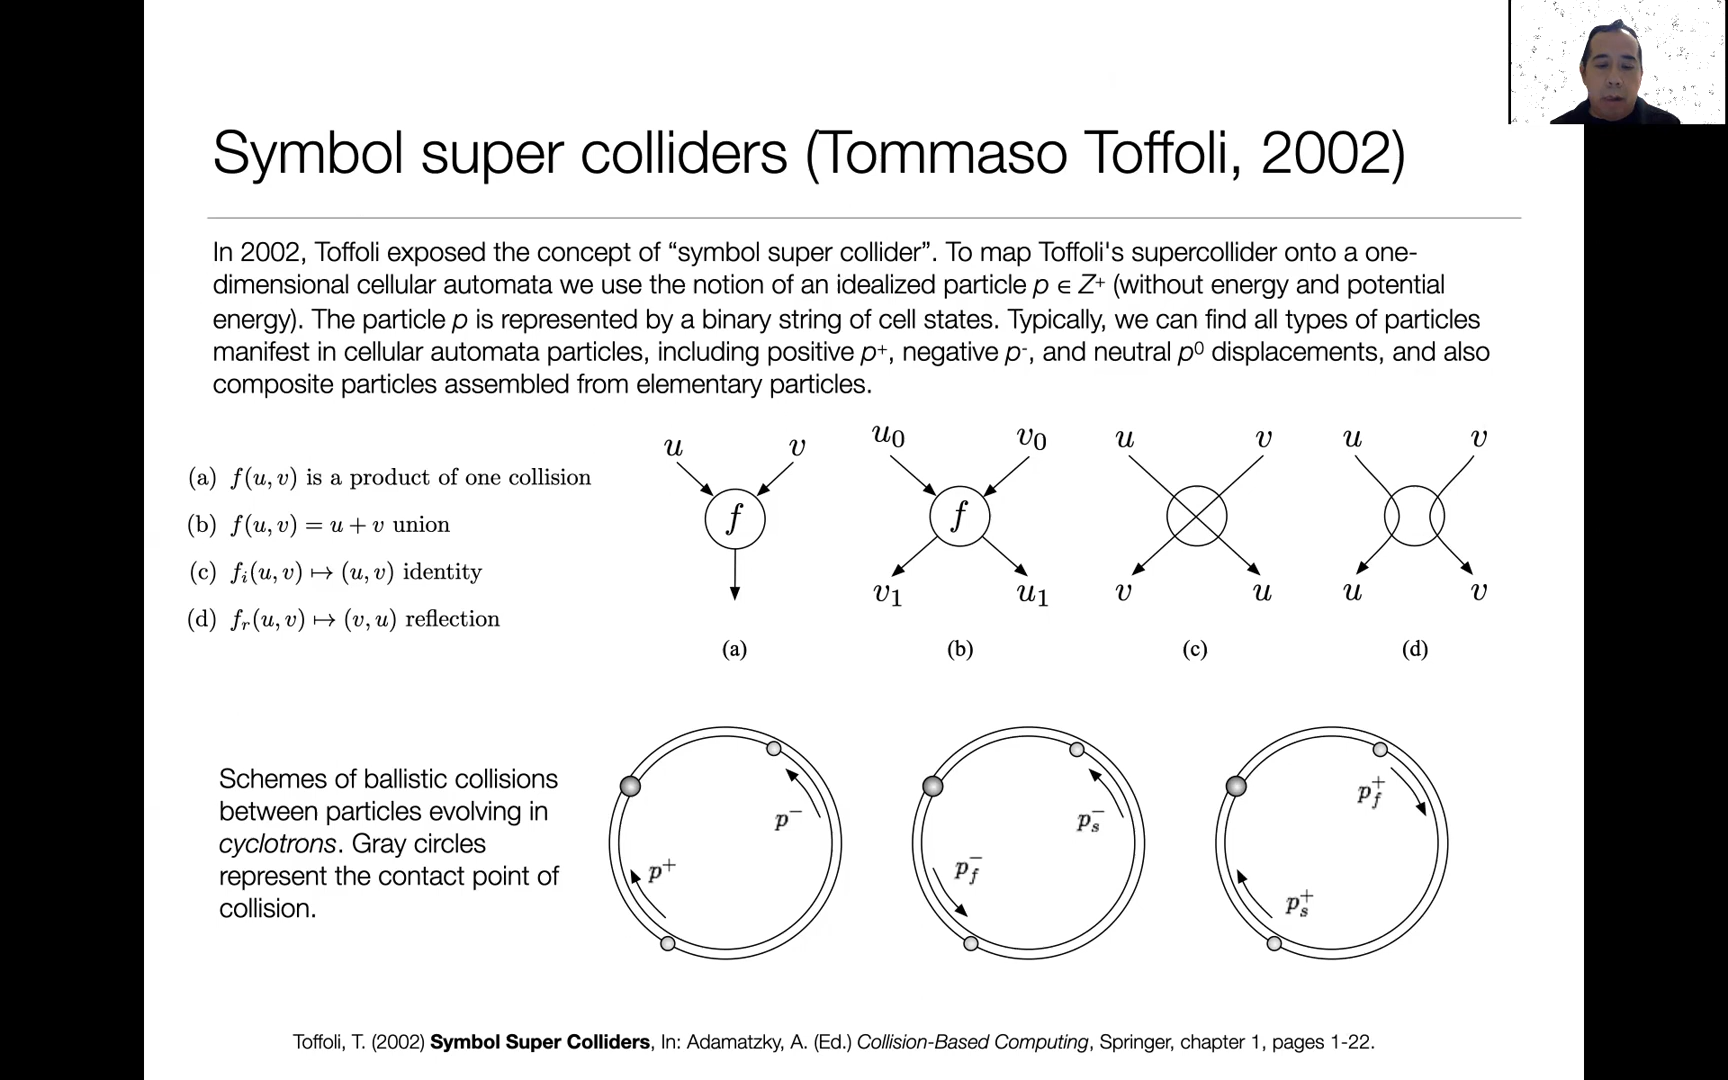 Symbol super colliders (Tommaso Toffoli, 2002)
In 2002, Toffoli exposed the concept of “symbol super collider”. To map Toffoli's supercollider onto a one-
dimensional cellular automata we use the notion of an idealized particle p ∈ Z⁺ (without energy and potential
energy). The particle p is represented by a binary string of cell states. Typically, we can find all types of particles
manifest in cellular automata particles, including positive p⁺, negative p⁻, and neutral p⁰ displacements, and also
composite particles assembled from elementary particles.
(a) f(u, v) is a product of one collision
(b) f(u, v) = u + v union
(c) fᵢ(u, v) ↦ (u, v) identity
(d) fᵣ(u, v) ↦ (v, u) reflection
u v
f
(a)
u₀ v₀
f
v₁ u₁
(b)
u v
v u
(c)
u v
u v
(d)
Schemes of ballistic collisions
between particles evolving in
cyclotrons. Gray circles
represent the contact point of
collision.
p⁻
p⁺
p_s⁻
p_f⁻
p_f⁺
p_s⁺
Toffoli, T. (2002) Symbol Super Colliders, In: Adamatzky, A. (Ed.) Collision-Based Computing, Springer, chapter 1, pages 1-22.